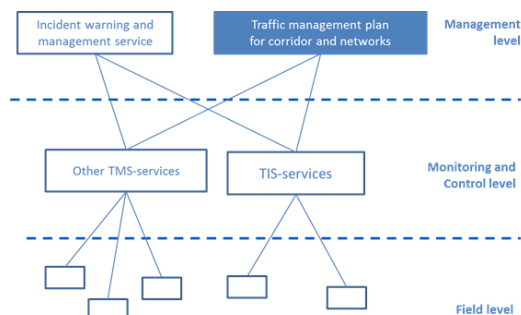 Incident warning and
management service
Traffic management plan
for corridor and networks
Management
level
Other TMS-services
TIS-services
Monitoring and
Control level
Field level